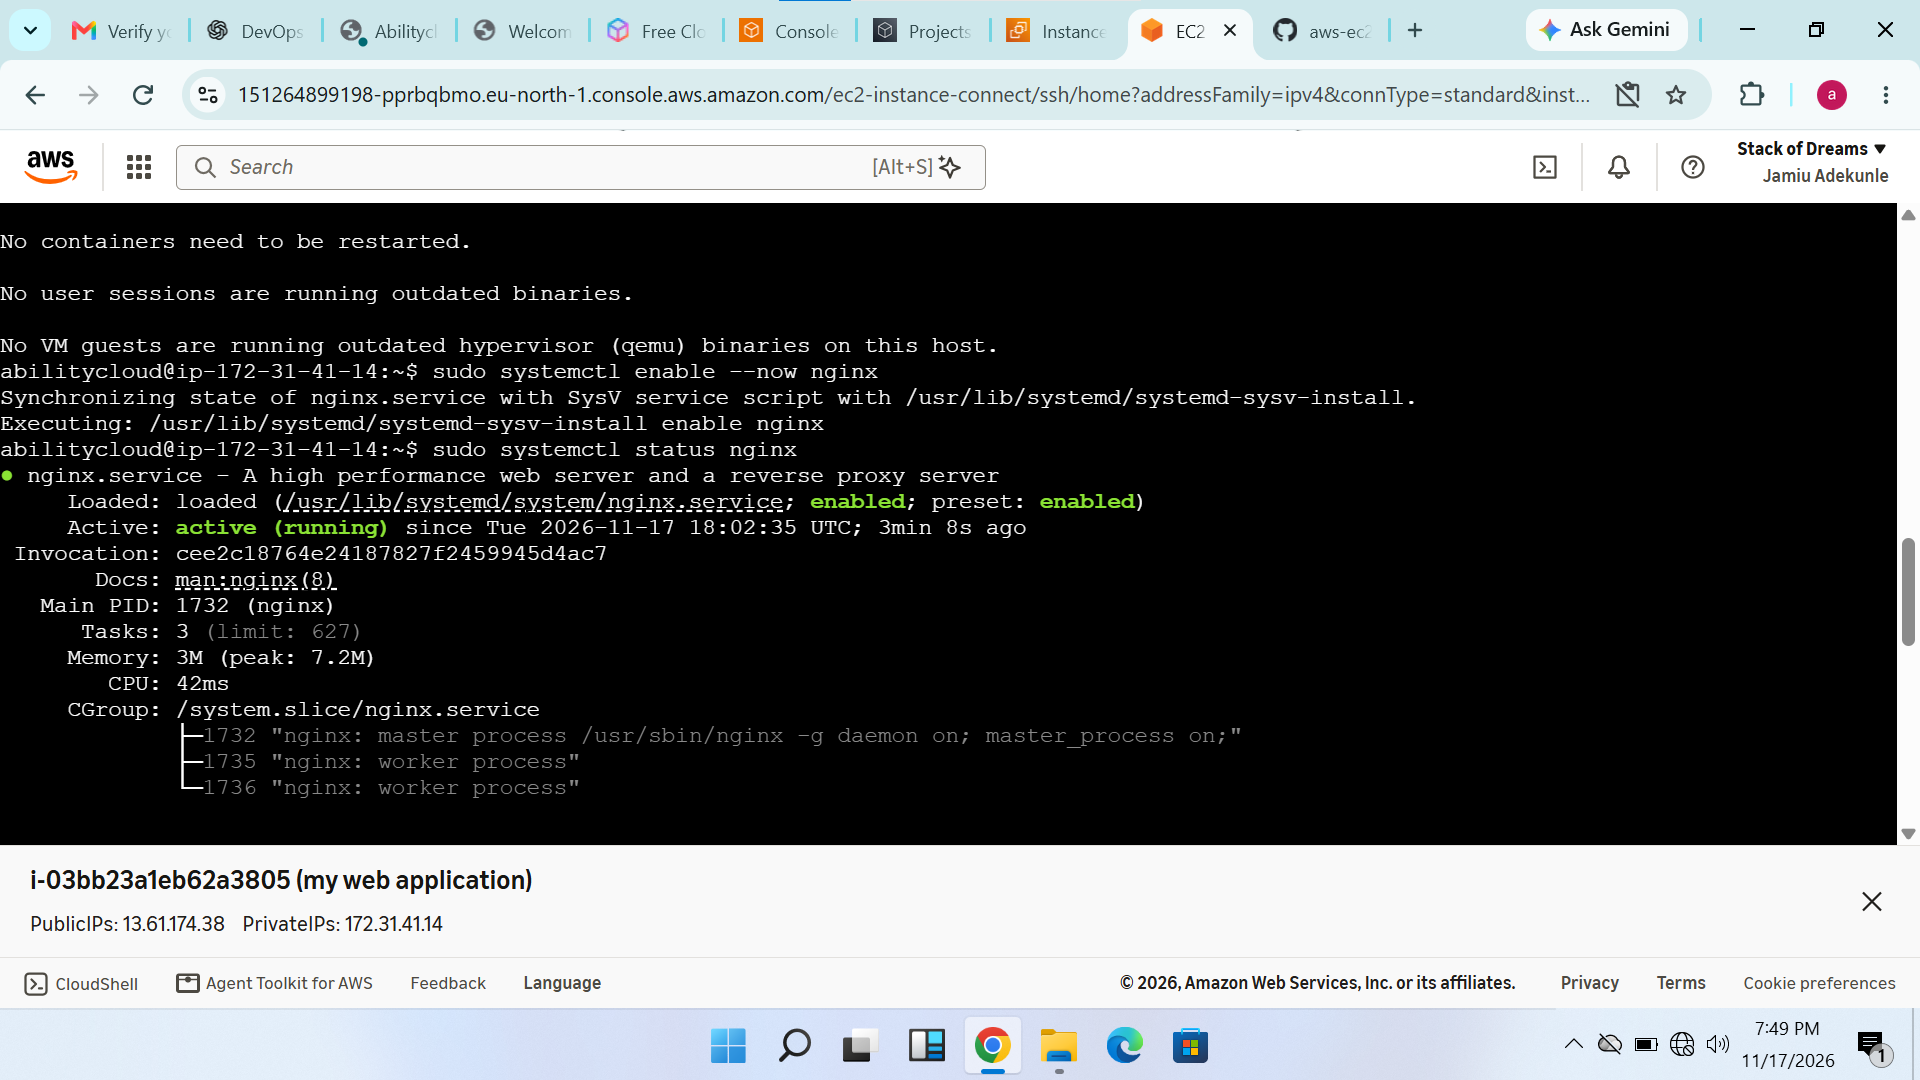 Verify yo
DevOps
Abilitycl
Welcom
Free Clo
Console
Projects
Instance
EC2
aws-ec2
Ask Gemini
151264899198-pprbqbmo.eu-north-1.console.aws.amazon.com/ec2-instance-connect/ssh/home?addressFamily=ipv4&connType=standard&inst...
a
aws
Search
[Alt+S]
Stack of Dreams
Jamiu Adekunle
No containers need to be restarted.
No user sessions are running outdated binaries.
No VM guests are running outdated hypervisor (qemu) binaries on this host.
abilitycloud@ip-172-31-41-14:~$ sudo systemctl enable --now nginx
Synchronizing state of nginx.service with SysV service script with /usr/lib/systemd/systemd-sysv-install.
Executing: /usr/lib/systemd/systemd-sysv-install enable nginx
abilitycloud@ip-172-31-41-14:~$ sudo systemctl status nginx
● nginx.service - A high performance web server and a reverse proxy server
Loaded: loaded (/usr/lib/systemd/system/nginx.service; enabled; preset: enabled)
Active: active (running) since Tue 2026-11-17 18:02:35 UTC; 3min 8s ago
Invocation: cee2c18764e24187827f2459945d4ac7
Docs: man:nginx(8)
Main PID: 1732 (nginx)
Tasks: 3 (limit: 627)
Memory: 3M (peak: 7.2M)
CPU: 42ms
CGroup: /system.slice/nginx.service
├─1732 "nginx: master process /usr/sbin/nginx -g daemon on; master_process on;"
├─1735 "nginx: worker process"
└─1736 "nginx: worker process"
i-03bb23a1eb62a3805 (my web application)
PublicIPs: 13.61.174.38 PrivateIPs: 172.31.41.14
CloudShell
Agent Toolkit for AWS
Feedback
Language
© 2026, Amazon Web Services, Inc. or its affiliates.
Privacy
Terms
Cookie preferences
7:49 PM
11/17/2026
1